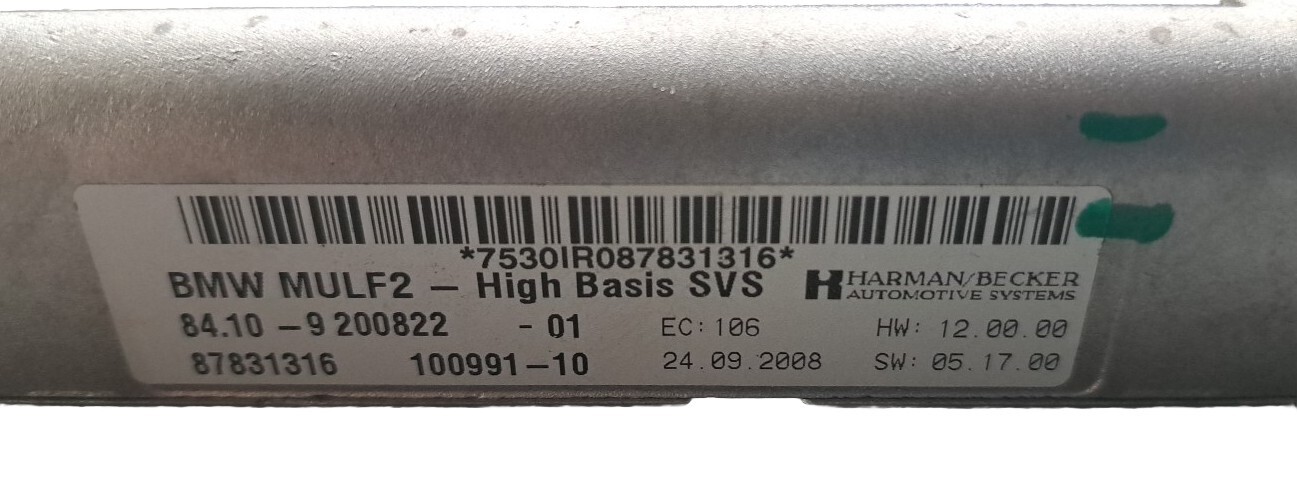 *7530IR087831316*
BMW MULF2 – High Basis SVS
HARMAN/BECKER
AUTOMOTIVE SYSTEMS
84.10 – 9 200822 - 01 EC: 106 HW: 12.00.00
87831316 100991–10 24.09.2008 SW: 05.17.00